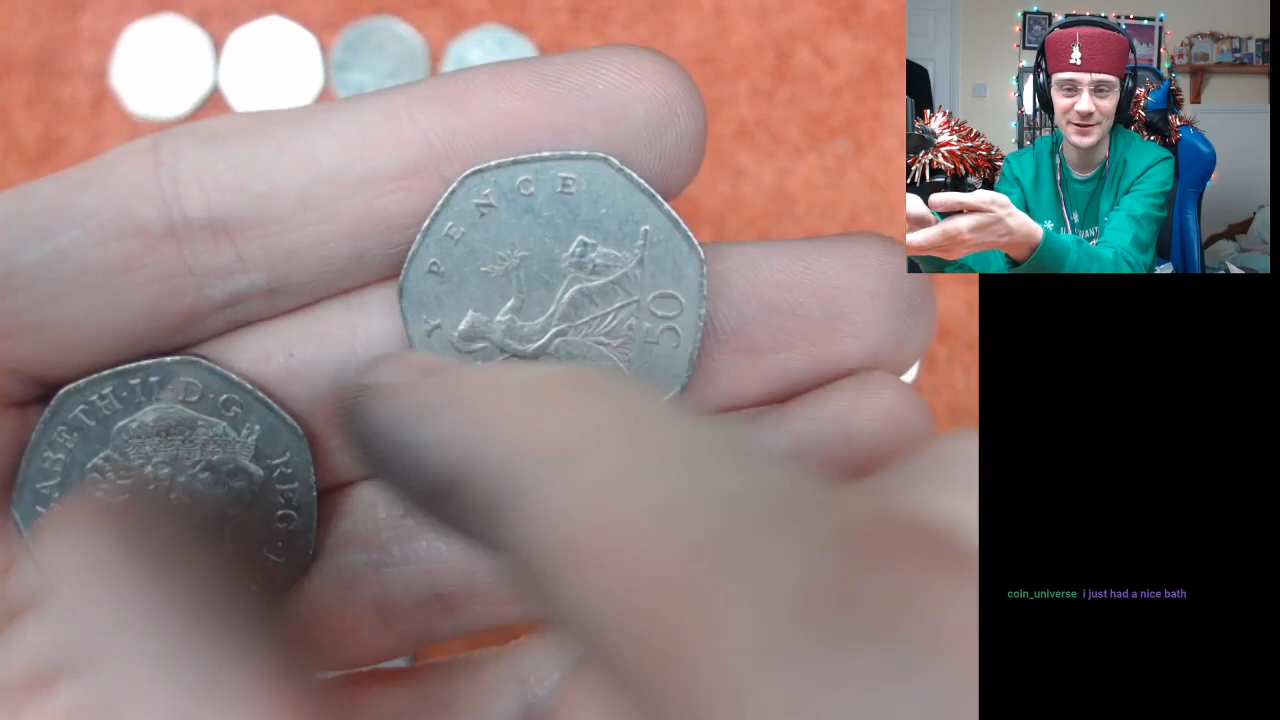 Y PENCE
50
ABETH·II·D·G
REG·
coin_universe i just had a nice bath